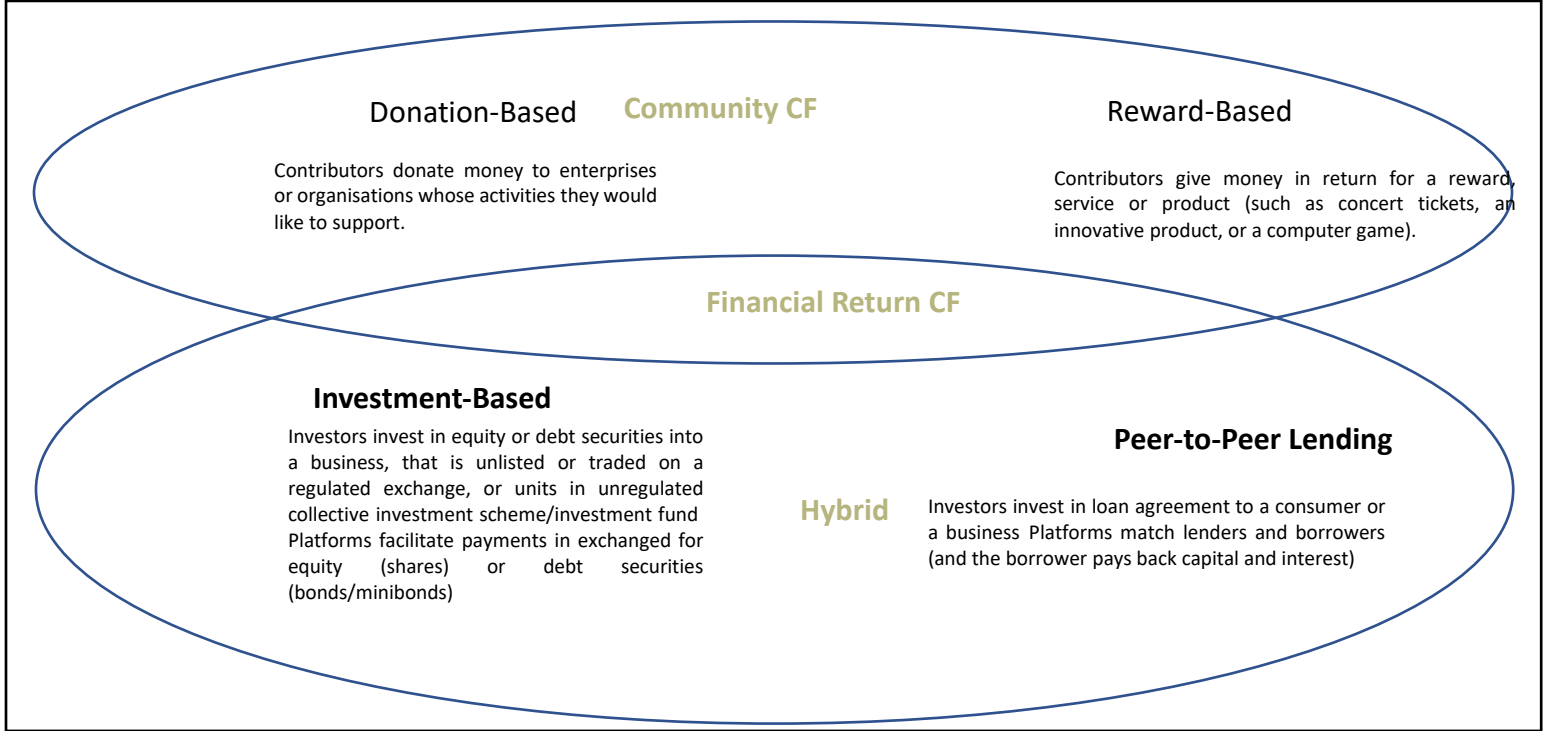 Donation-Based
Community CF
Reward-Based
Contributors donate money to enterprises
or organisations whose activities they would
like to support.
Contributors give money in return for a reward,
service or product (such as concert tickets, an
innovative product, or a computer game).
Financial Return CF
Investment-Based
Investors invest in equity or debt securities into
a business, that is unlisted or traded on a
regulated exchange, or units in unregulated
collective investment scheme/investment fund
Platforms facilitate payments in exchanged for
equity (shares) or debt securities
(bonds/minibonds)
Hybrid
Peer-to-Peer Lending
Investors invest in loan agreement to a consumer or
a business Platforms match lenders and borrowers
(and the borrower pays back capital and interest)